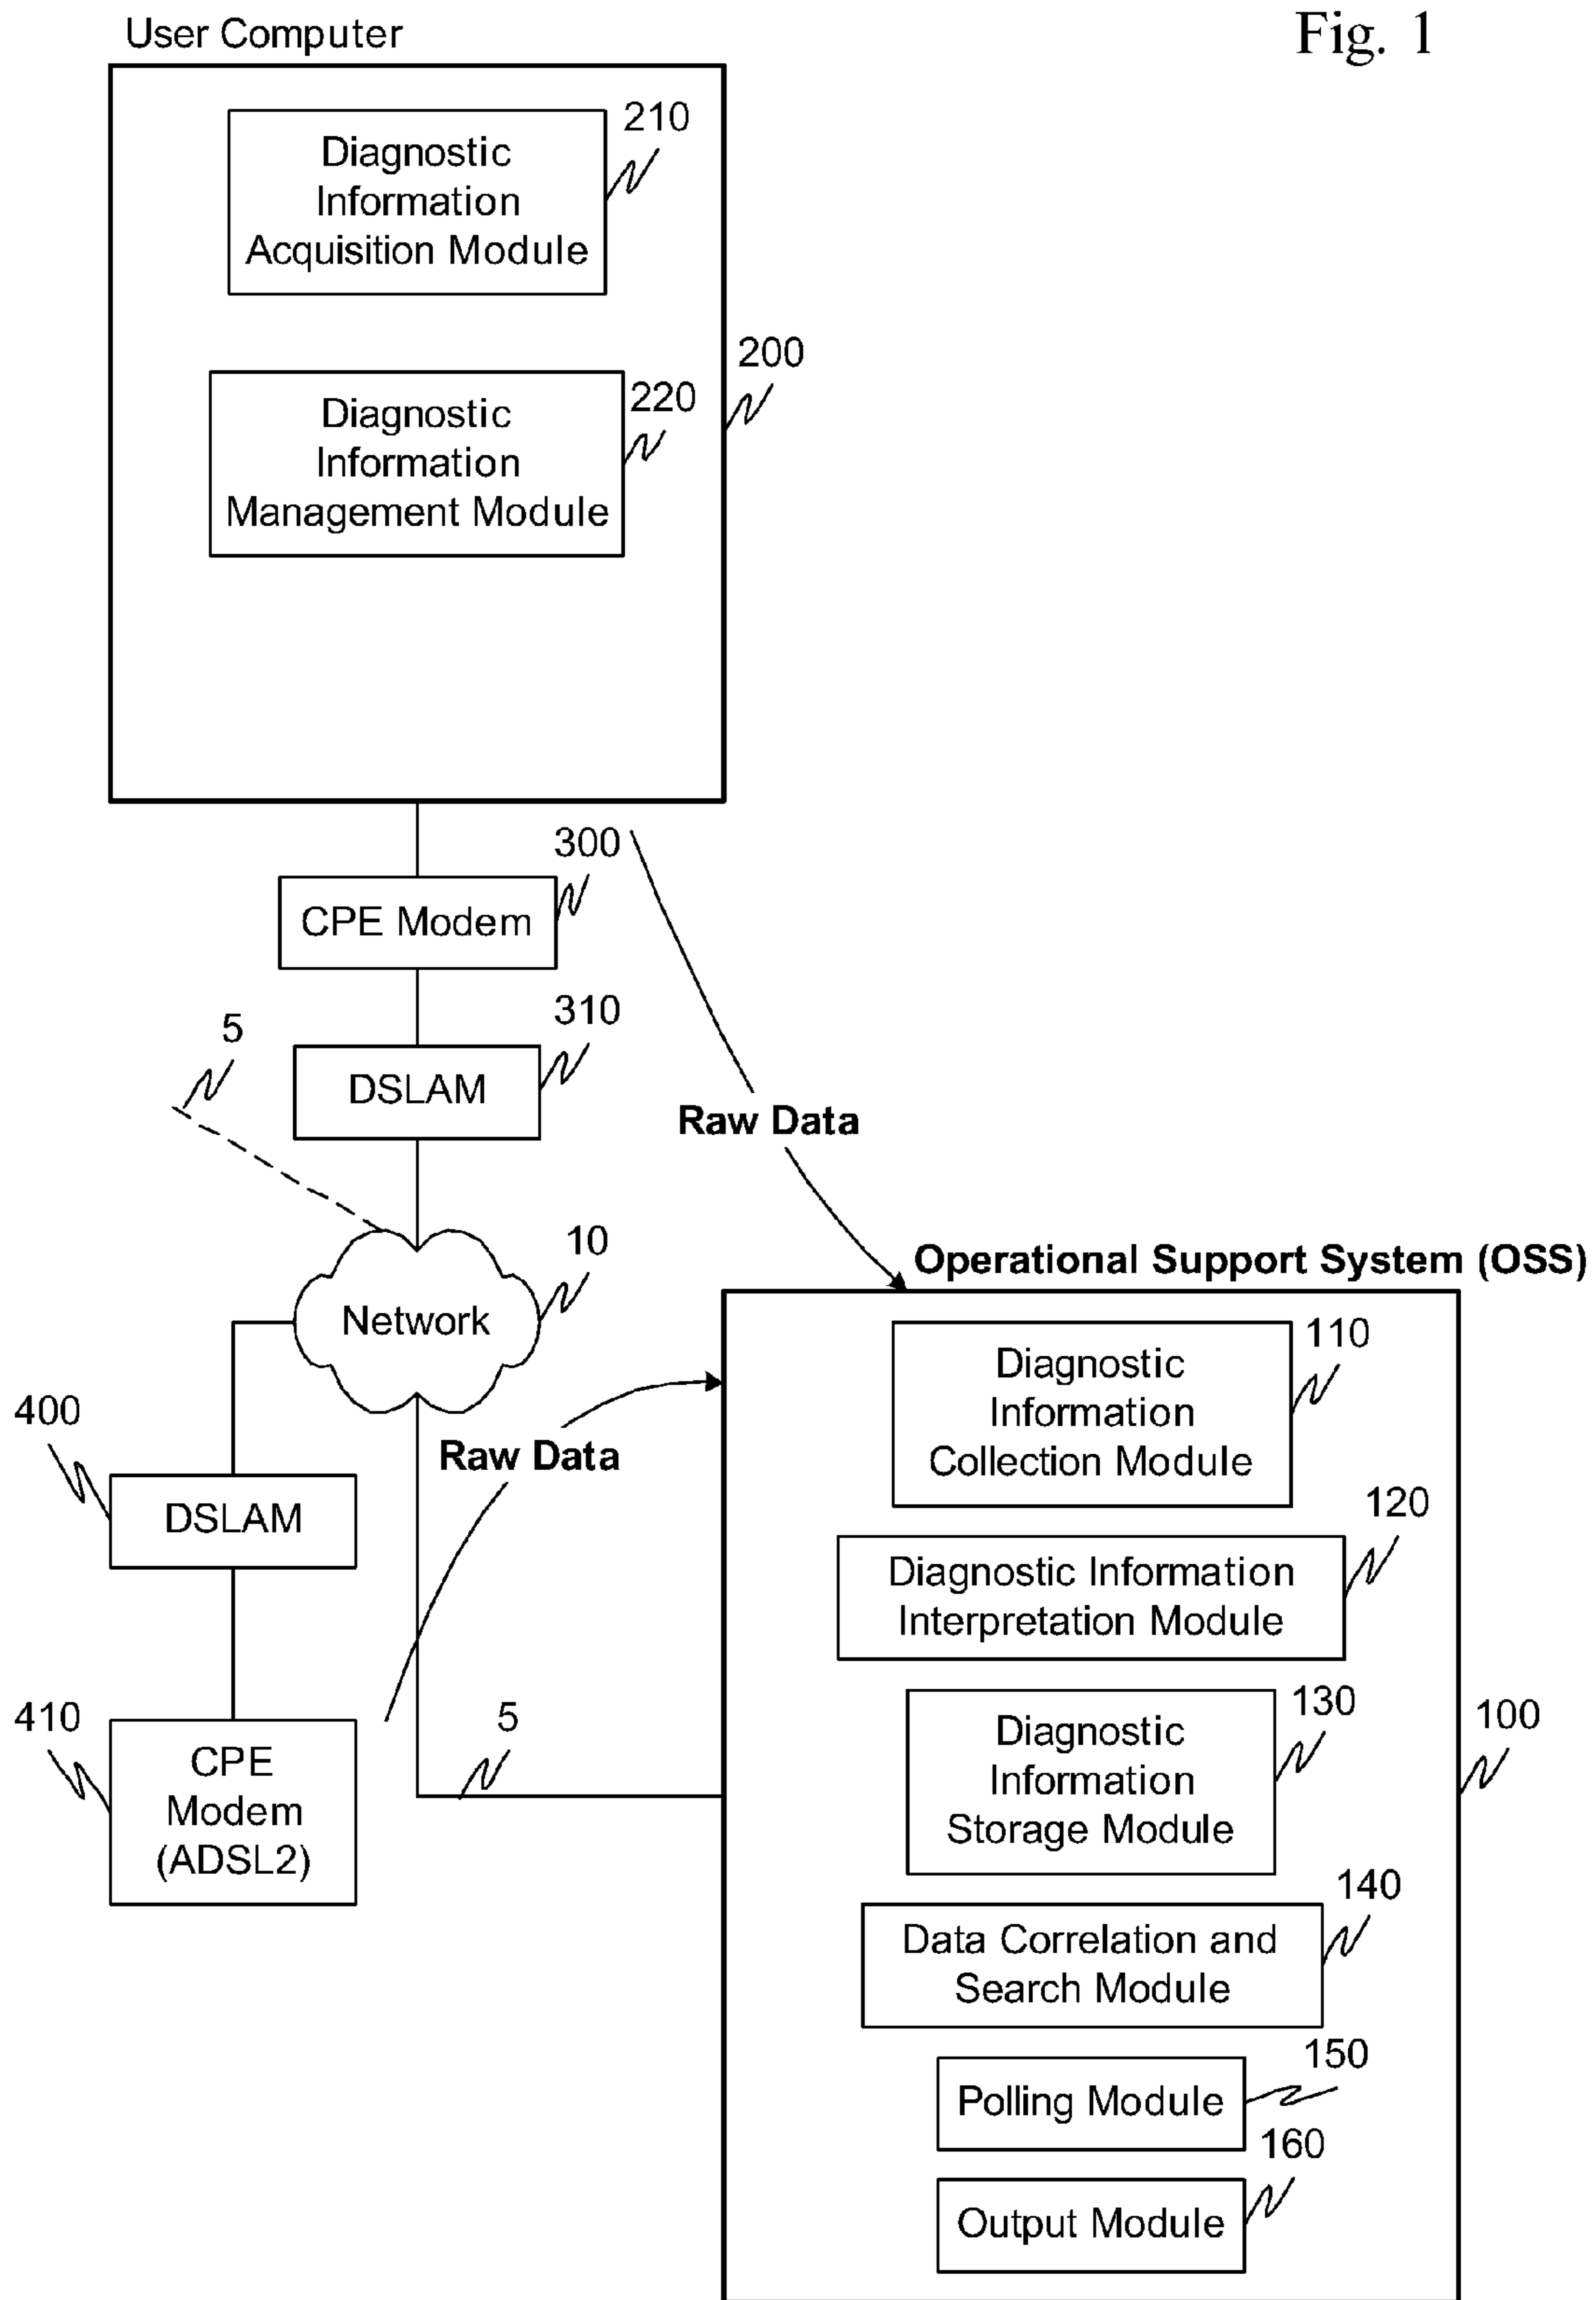 Fig. 1
User Computer
210
Diagnostic
Information
Acquisition Module
200
220
Diagnostic
Information
Management Module
300
CPE Modem
310
5
DSLAM
Raw Data
10
Operational Support System (OSS)
Network
110
Diagnostic
Information
Collection Module
400
Raw Data
DSLAM
120
Diagnostic Information
Interpretation Module
130
100
410
5
Diagnostic
Information
Storage Module
CPE
Modem
(ADSL2)
140
Data Correlation and
Search Module
150
Polling Module
160
Output Module